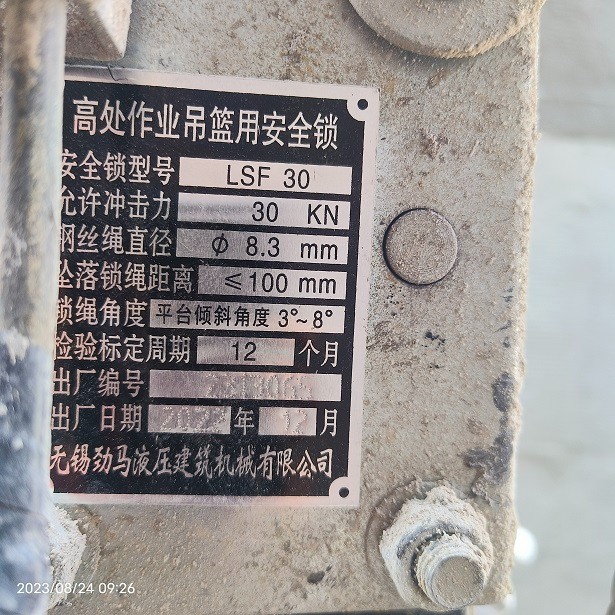 高处作业吊篮用安全锁
安全锁型号 LSF 30
允许冲击力 30 KN
钢丝绳直径 ϕ 8.3 mm
坠落锁绳距离 ≤100 mm
锁绳角度 平台倾斜角度 3°~8°
检验标定周期 12 个月
出厂编号
出厂日期 2022 年 12 月
无锡劲马液压建筑机械有限公司
2023/08/24 09:26